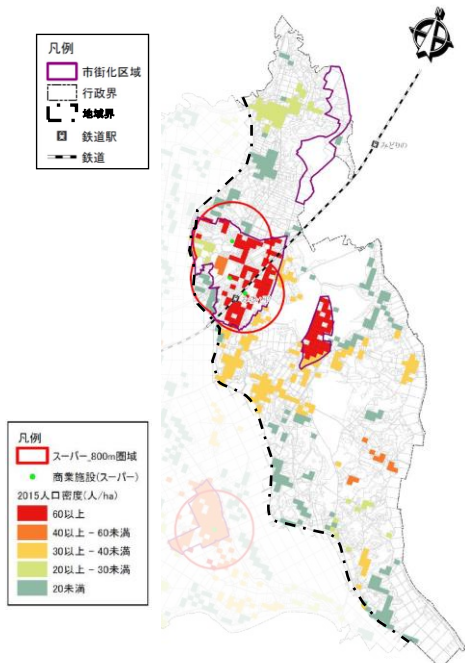 凡例
市街化区域
行政界
地域界
鉄道駅
鉄道
みどりの
凡例
スーパー_800m圏域
商業施設(スーパー)
2015人口密度(人/ha)
60以上
40以上 - 60未満
30以上 - 40未満
20以上 - 30未満
20未満